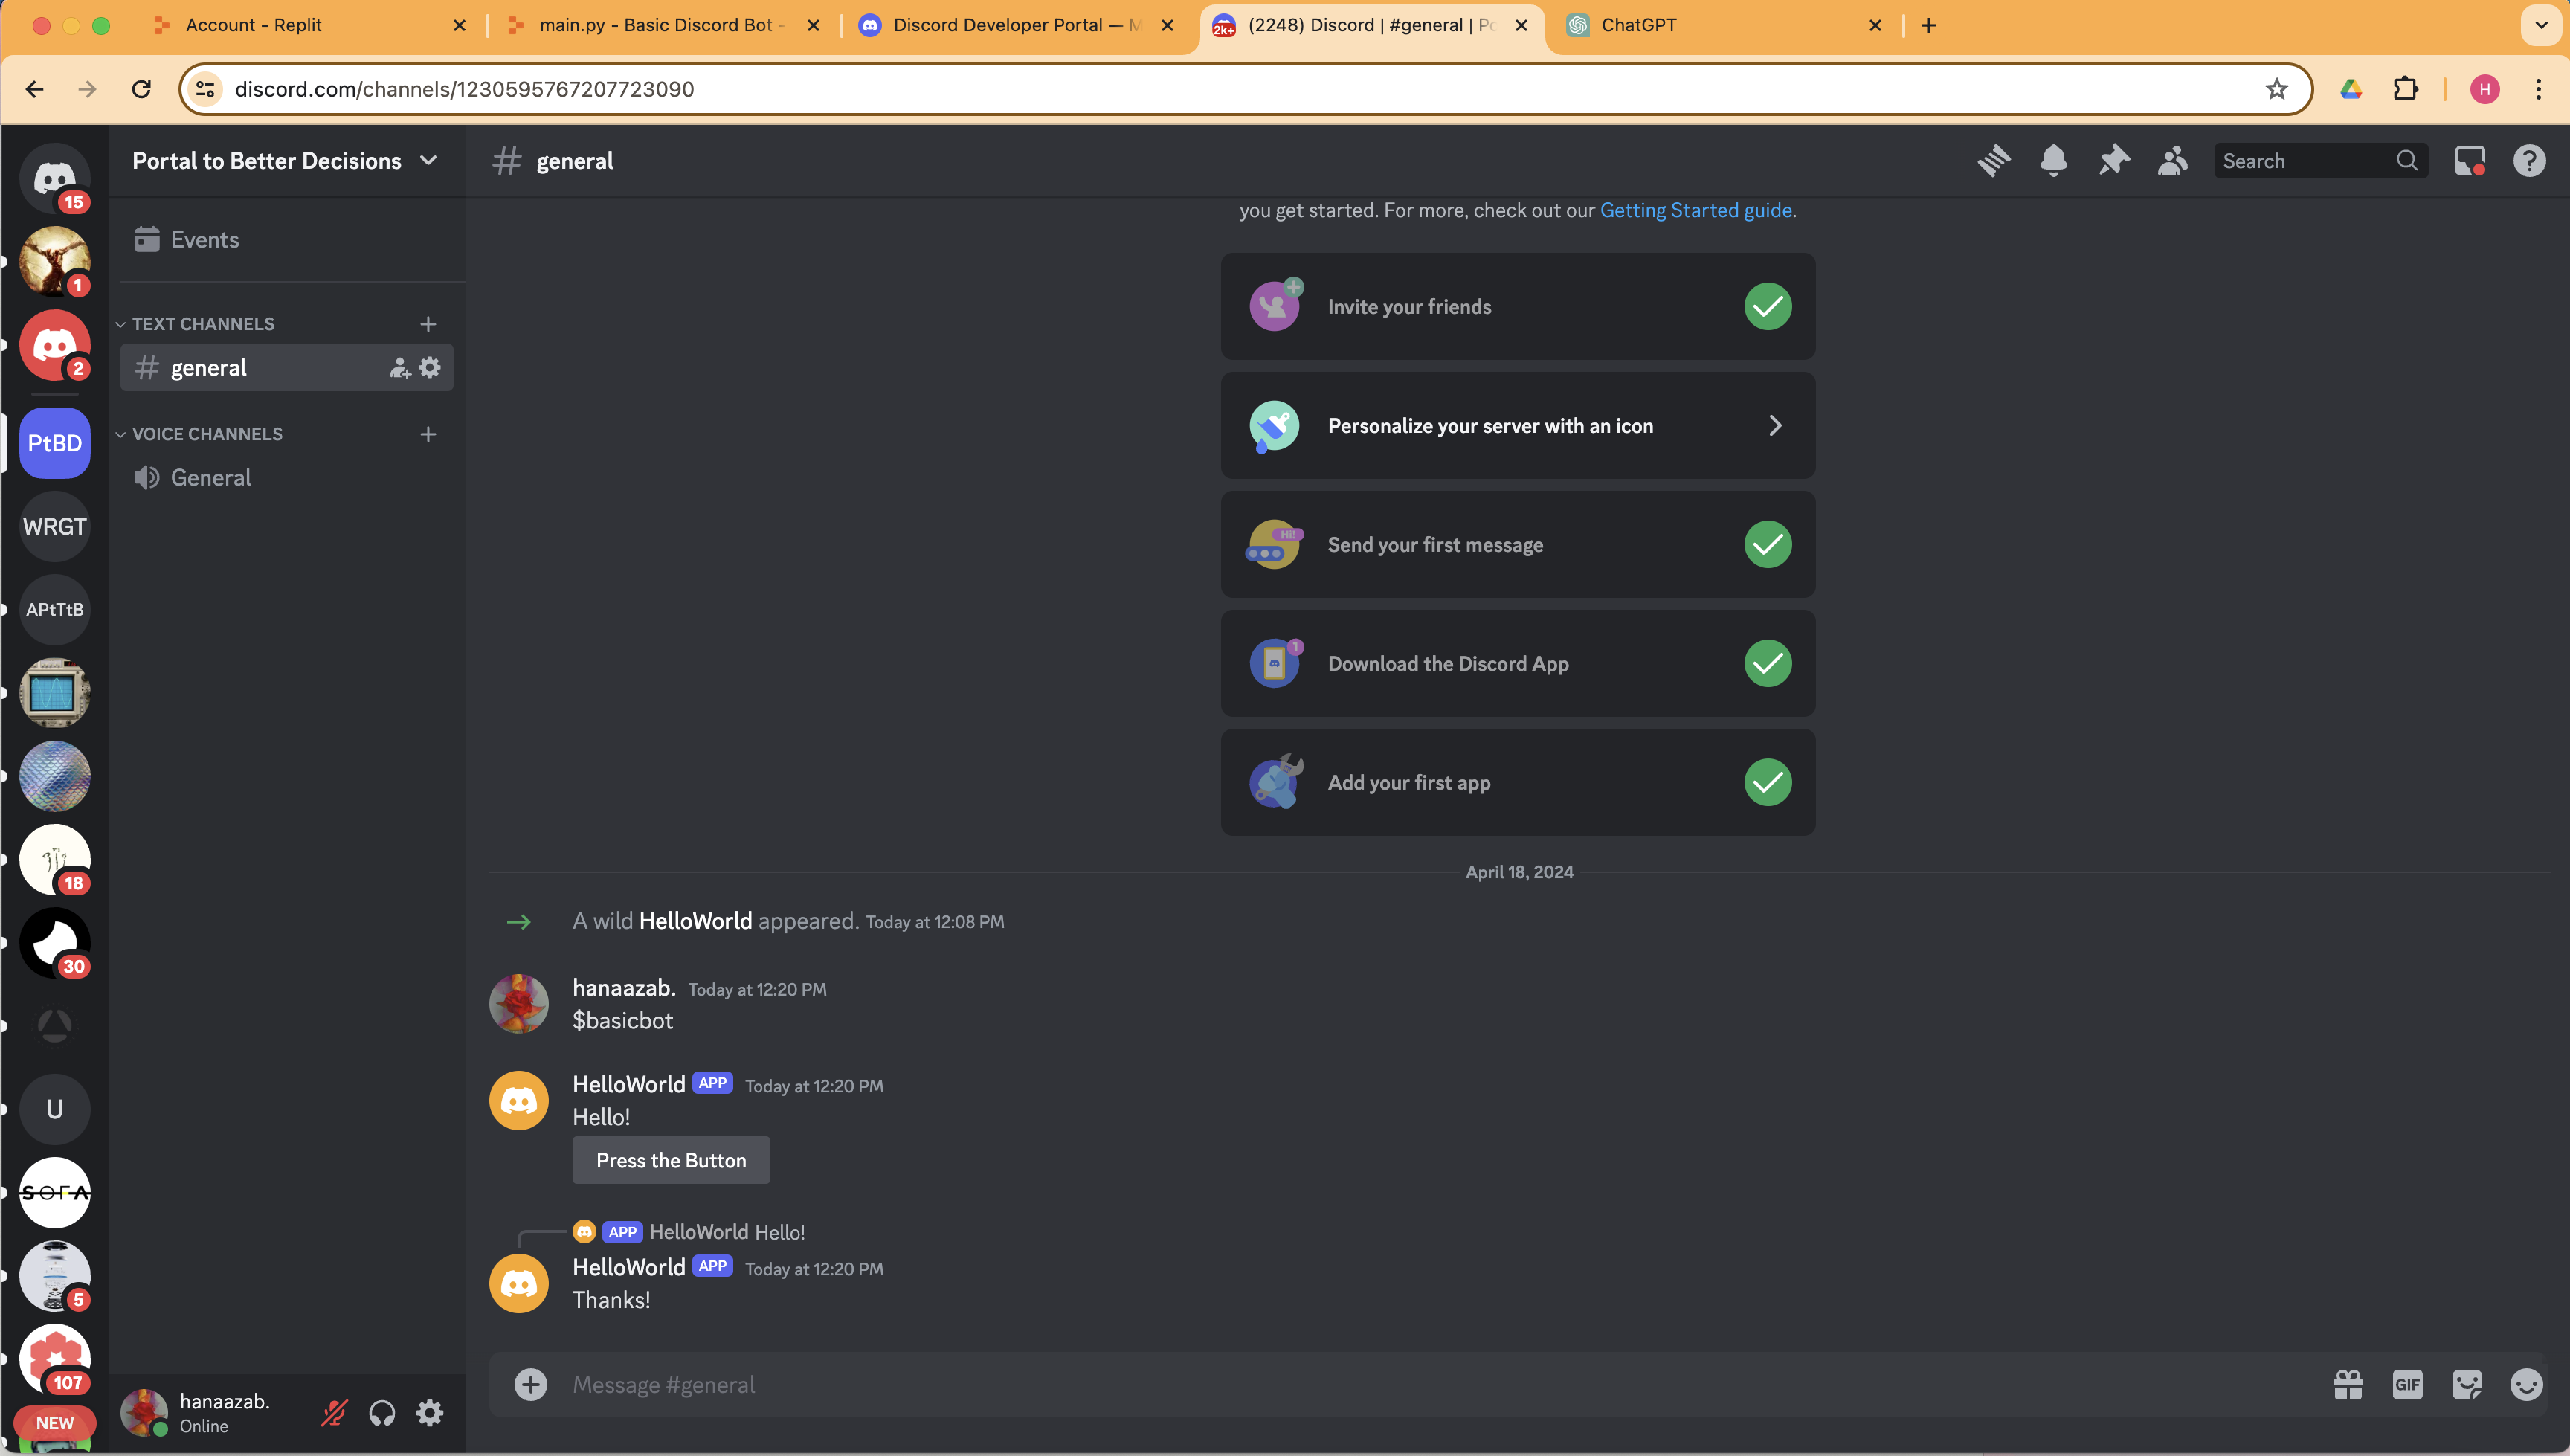 Account - Replit
main.py - Basic Discord Bot -
Discord Developer Portal — M
2k+
(2248) Discord | #general | Po
ChatGPT
discord.com/channels/1230595767207723090
H
15
1
2
PtBD
WRGT
APtTtB
18
30
U
SOFA
5
107
NEW
Portal to Better Decisions
Events
TEXT CHANNELS
general
VOICE CHANNELS
General
hanaazab.
Online
# general
Search
you get started. For more, check out our Getting Started guide.
Invite your friends
Personalize your server with an icon
Hi!
Send your first message
1
Download the Discord App
Add your first app
April 18, 2024
A wild HelloWorld appeared. Today at 12:08 PM
hanaazab. Today at 12:20 PM
$basicbot
HelloWorld APP Today at 12:20 PM
Hello!
Press the Button
APP HelloWorld Hello!
HelloWorld APP Today at 12:20 PM
Thanks!
Message #general
GIF